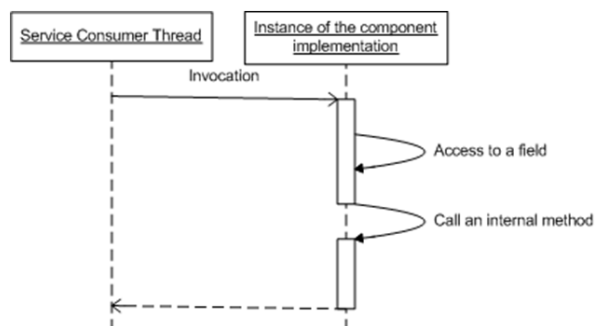 Service Consumer Thread
Instance of the component
implementation
Invocation
Access to a field
Call an internal method